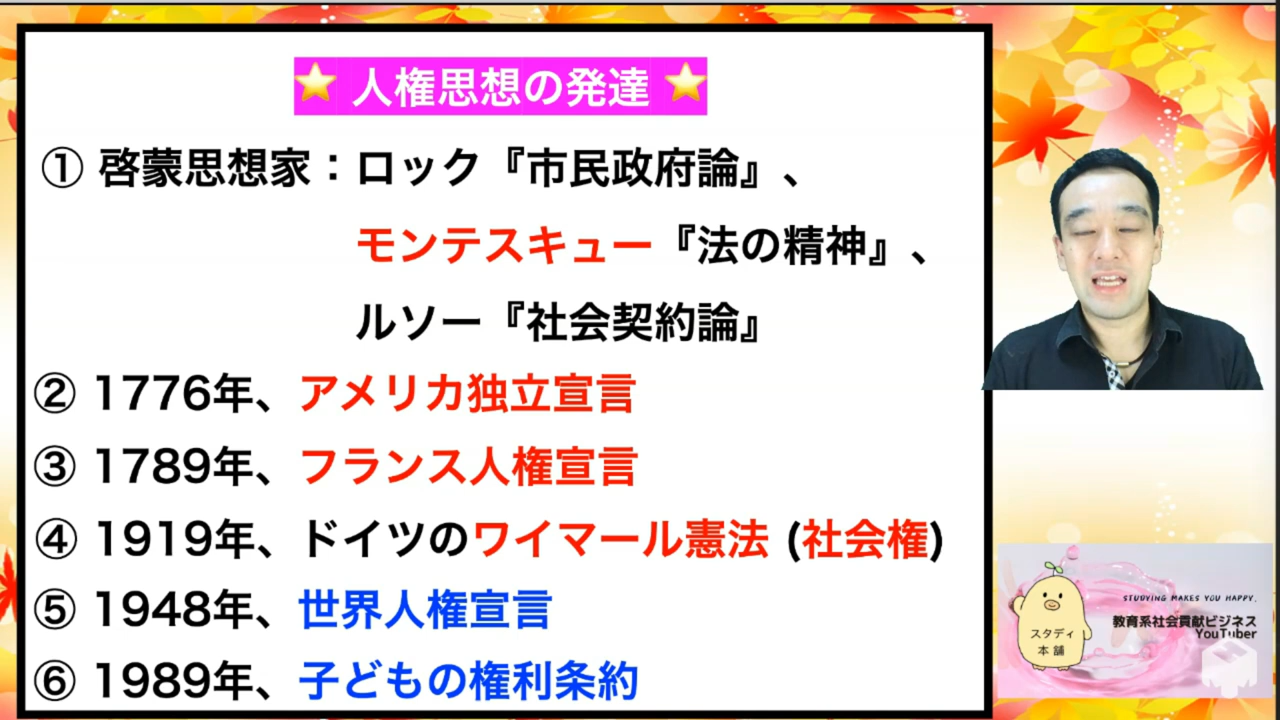 ⭐ 人権思想の発達 ⭐
① 啓蒙思想家：ロック『市民政府論』、
モンテスキュー『法の精神』、
ルソー『社会契約論』
② 1776年、アメリカ独立宣言
③ 1789年、フランス人権宣言
④ 1919年、ドイツのワイマール憲法 (社会権)
⑤ 1948年、世界人権宣言
⑥ 1989年、子どもの権利条約
STUDYING MAKES YOU HAPPY.
教育系社会貢献ビジネス
YouTuber
スタディ
本舗